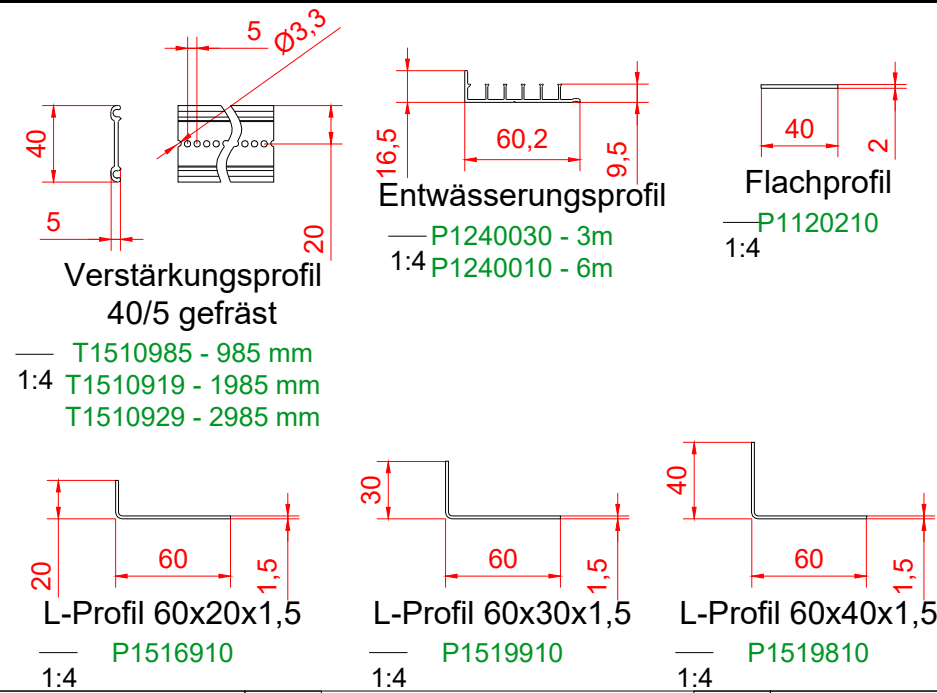 5
Ø3,3
40
5
20
Verstärkungsprofil
40/5 gefräst
1:4
T1510985 - 985 mm
T1510919 - 1985 mm
T1510929 - 2985 mm
16,5
60,2
9,5
Entwässerungsprofil
1:4
P1240030 - 3m
P1240010 - 6m
40
2
Flachprofil
1:4
P1120210
20
60
1,5
L-Profil 60x20x1,5
P1516910
1:4
30
60
1,5
L-Profil 60x30x1,5
P1519910
1:4
40
60
1,5
L-Profil 60x40x1,5
P1519810
1:4